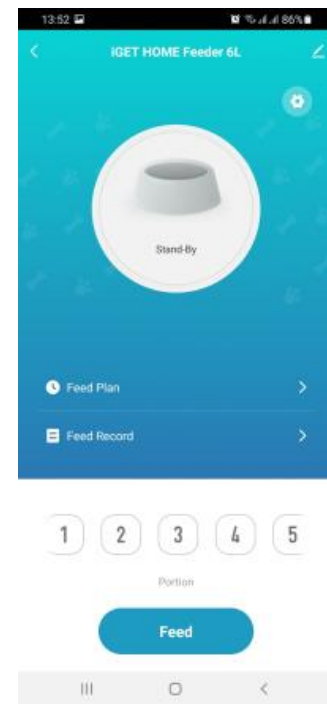 13:52 86%
iGET HOME Feeder 6L
Stand-By
Feed Plan
Feed Record
1 2 3 4 5
Portion
Feed